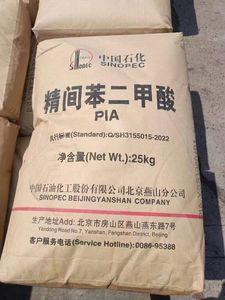 中国石化
SINOPEC
SINOPEC
精间苯二甲酸
PIA
执行标准(Standard):Q/SH3155015-2022
净含量(Net Wt.):25kg
中国石油化工股份有限公司北京燕山分公司
SINOPEC BEIJINGYANSHAN COMPANY
生产地址Add: 北京市房山区燕山燕东路7号
Yandong Road No.7, Yanshan, Fangshan District, Beijing
客户服务电话(Service Hotline):0086-95388